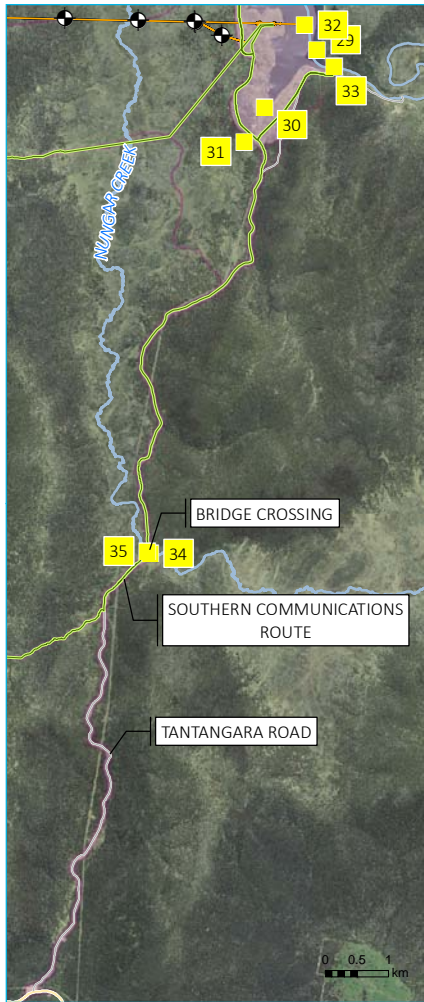 32
29
33
30
31
NUNGAR CREEK
BRIDGE CROSSING
35
34
SOUTHERN COMMUNICATIONS
ROUTE
TANTANGARA ROAD
0 0.5 1
km